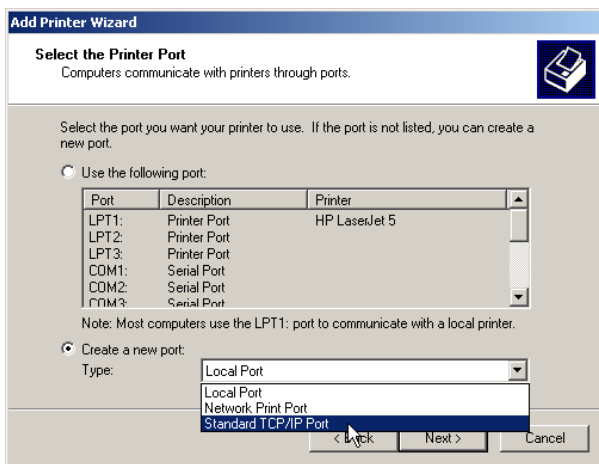 Add Printer Wizard
Select the Printer Port
Computers communicate with printers through ports.
Select the port you want your printer to use. If the port is not listed, you can create a
new port.
Use the following port:
Port Description Printer
LPT1: Printer Port HP LaserJet 5
LPT2: Printer Port
LPT3: Printer Port
COM1: Serial Port
COM2: Serial Port
COM3: Serial Port
Note: Most computers use the LPT1: port to communicate with a local printer.
Create a new port:
Type: Local Port
Local Port
Network Print Port
Standard TCP/IP Port
< Back Next > Cancel